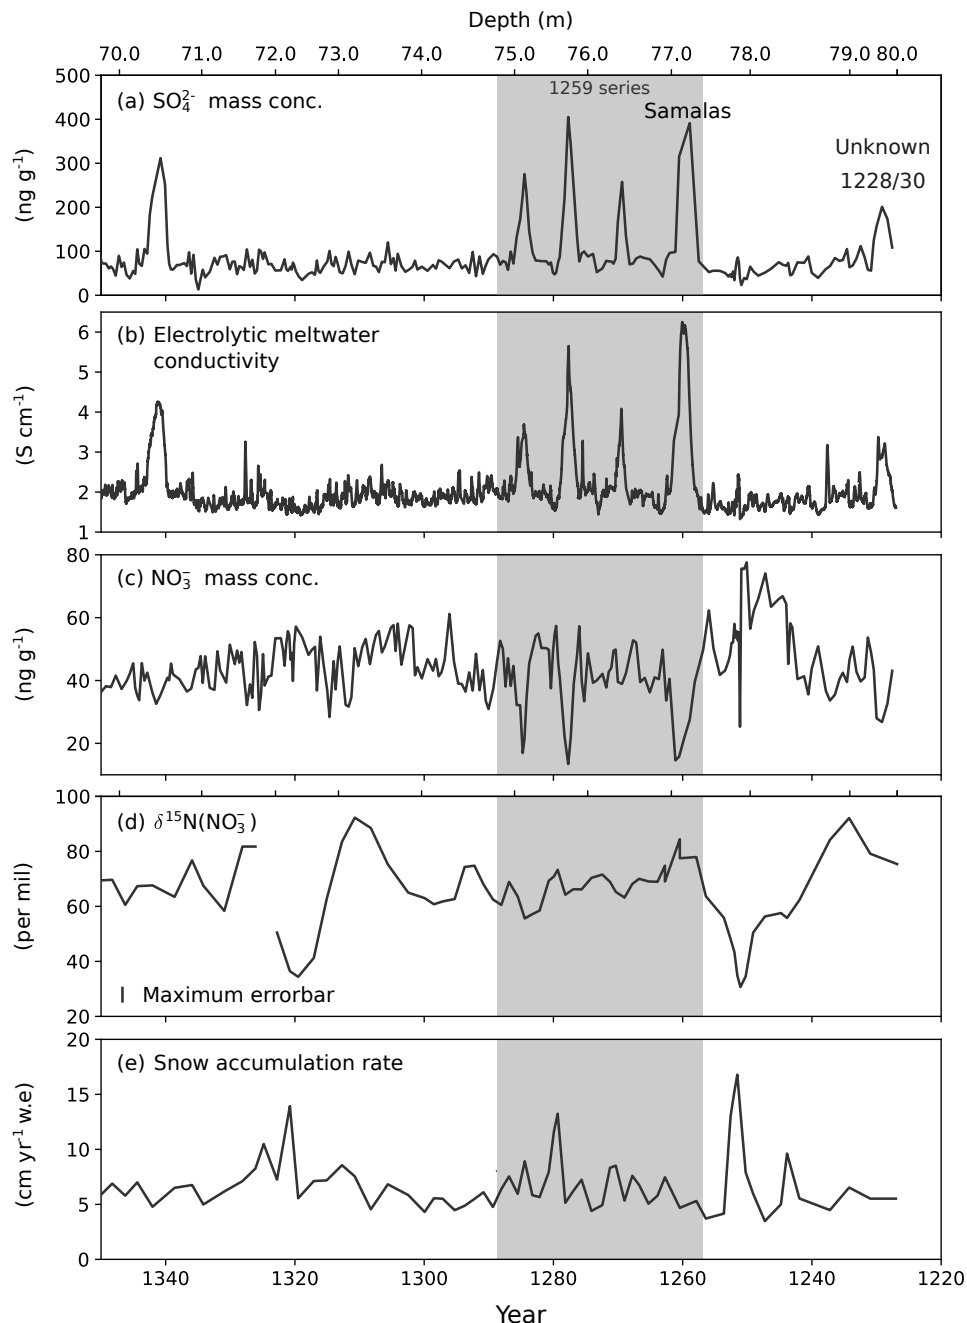 Depth (m)
70.0 71.0 72.0 73.0 74.0 75.0 76.0 77.0 78.0 79.0 80.0
500
400
300
200
100
0
(ng g⁻¹)
(a) SO₄²⁻ mass conc.
1259 series
Samalas
Unknown
1228/30
6
5
4
3
2
1
(S cm⁻¹)
(b) Electrolytic meltwater
conductivity
80
60
40
20
(ng g⁻¹)
(c) NO₃⁻ mass conc.
100
80
60
40
20
(per mil)
(d) δ¹⁵N(NO₃⁻)
Maximum errorbar
20
15
10
5
0
(cm yr⁻¹ w.e)
(e) Snow accumulation rate
1340 1320 1300 1280 1260 1240 1220
Year